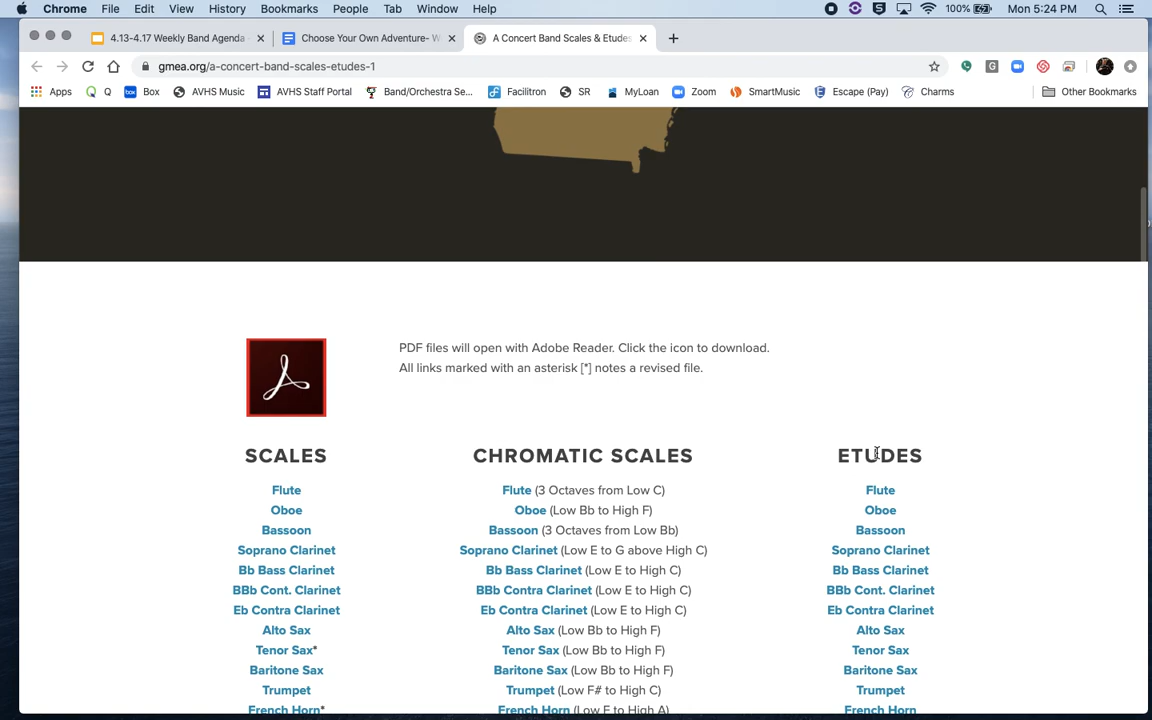 Chrome File Edit View History Bookmarks People Tab Window Help 100% Mon 5:24 PM
4.13-4.17 Weekly Band Agenda Choose Your Own Adventure- W A Concert Band Scales & Etudes
gmea.org/a-concert-band-scales-etudes-1
Apps Q Box AVHS Music AVHS Staff Portal Band/Orchestra Se... Facilitron SR MyLoan Zoom SmartMusic Escape (Pay) Charms Other Bookmarks
PDF files will open with Adobe Reader. Click the icon to download.
All links marked with an asterisk [*] notes a revised file.
SCALES
Flute
Oboe
Bassoon
Soprano Clarinet
Bb Bass Clarinet
BBb Cont. Clarinet
Eb Contra Clarinet
Alto Sax
Tenor Sax*
Baritone Sax
Trumpet
French Horn*
CHROMATIC SCALES
Flute (3 Octaves from Low C)
Oboe (Low Bb to High F)
Bassoon (3 Octaves from Low Bb)
Soprano Clarinet (Low E to G above High C)
Bb Bass Clarinet (Low E to High C)
BBb Contra Clarinet (Low E to High C)
Eb Contra Clarinet (Low E to High C)
Alto Sax (Low Bb to High F)
Tenor Sax (Low Bb to High F)
Baritone Sax (Low Bb to High F)
Trumpet (Low F# to High C)
French Horn (Low F to High A)
ETUDES
Flute
Oboe
Bassoon
Soprano Clarinet
Bb Bass Clarinet
BBb Cont. Clarinet
Eb Contra Clarinet
Alto Sax
Tenor Sax
Baritone Sax
Trumpet
French Horn